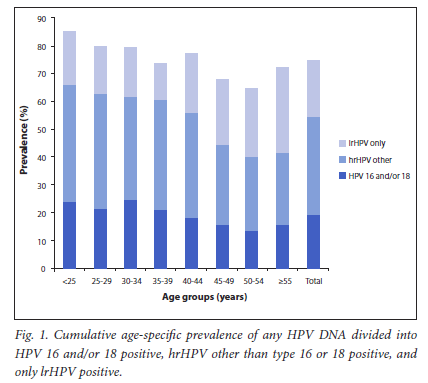 90
80
70
60
50
40
30
20
10
0
Prevalence (%)
<25 25-29 30-34 35-39 40-44 45-49 50-54 ≥55 Total
Age groups (years)
lrHPV only
hrHPV other
HPV 16 and/or 18
Fig. 1. Cumulative age-specific prevalence of any HPV DNA divided into
HPV 16 and/or 18 positive, hrHPV other than type 16 or 18 positive, and
only lrHPV positive.